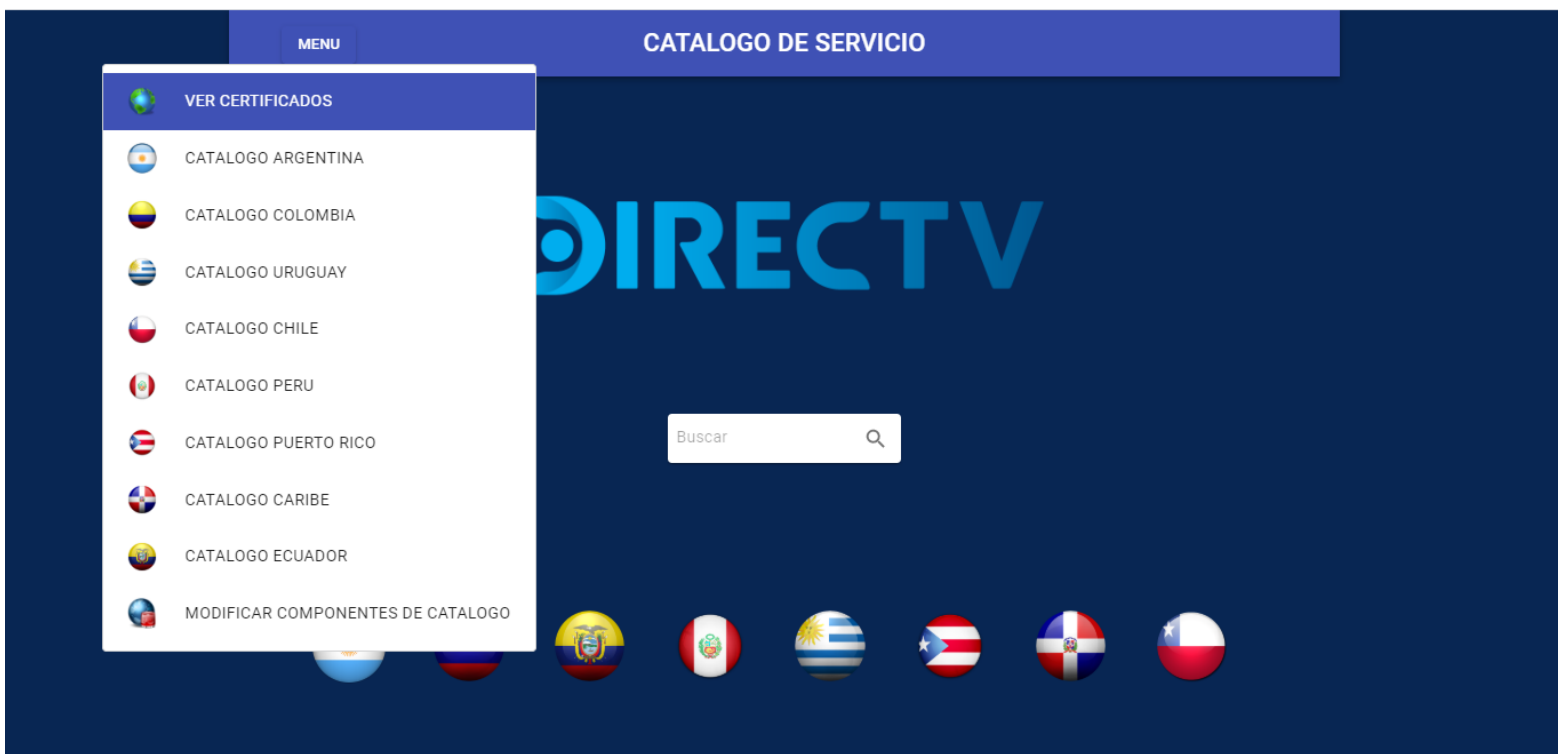 MENU
CATALOGO DE SERVICIO
VER CERTIFICADOS
CATALOGO ARGENTINA
CATALOGO COLOMBIA
CATALOGO URUGUAY
CATALOGO CHILE
CATALOGO PERU
CATALOGO PUERTO RICO
CATALOGO CARIBE
CATALOGO ECUADOR
MODIFICAR COMPONENTES DE CATALOGO
DIRECTV
Buscar